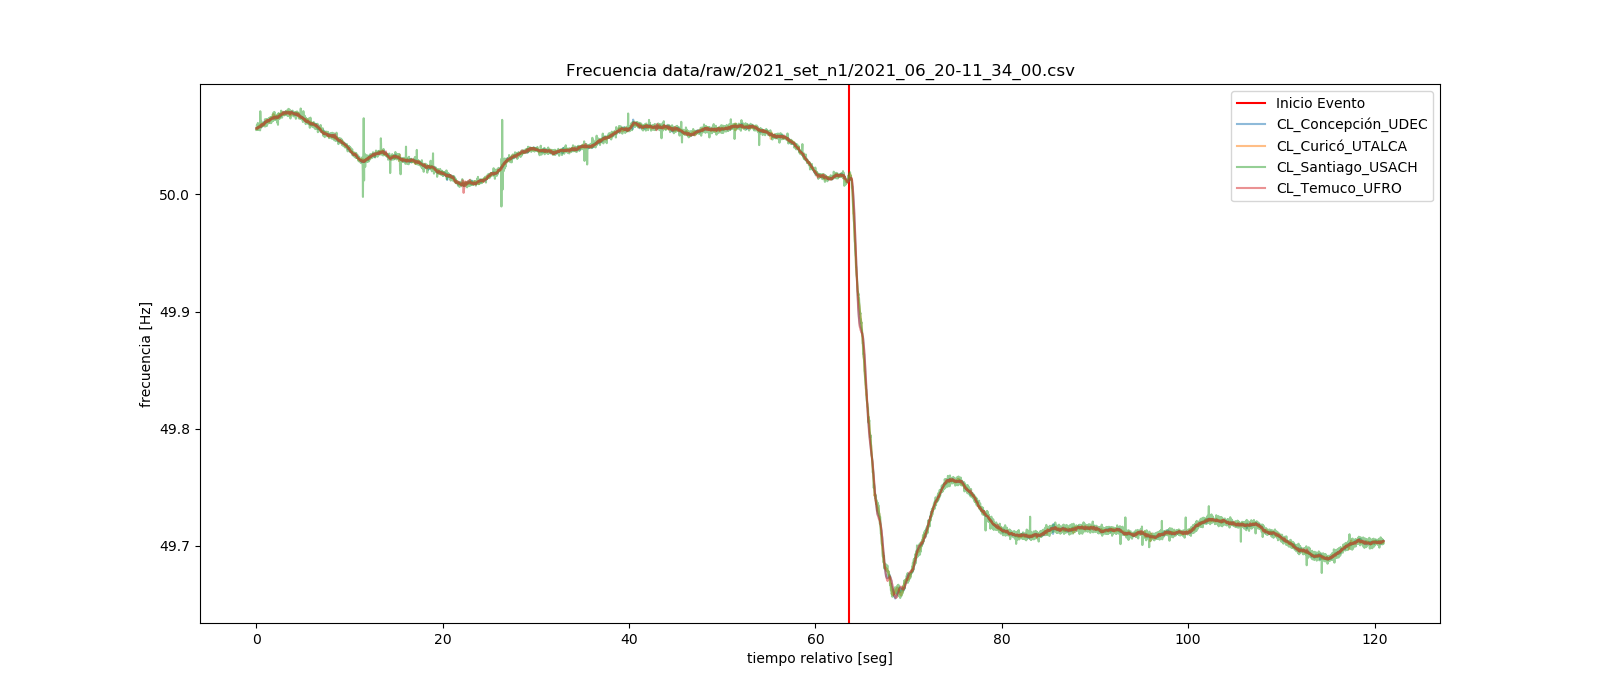 Frecuencia data/raw/2021_set_n1/2021_06_20-11_34_00.csv
Inicio Evento
CL_Concepción_UDEC
CL_Curicó_UTALCA
CL_Santiago_USACH
CL_Temuco_UFRO
50.0
49.9
49.8
49.7
frecuencia [Hz]
0 20 40 60 80 100 120
tiempo relativo [seg]